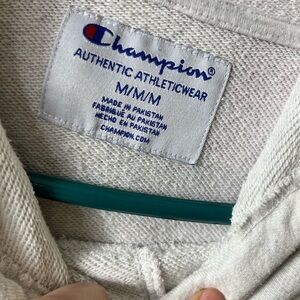 Champion®
AUTHENTIC ATHLETICWEAR
M/M/M
MADE IN PAKISTAN
FABRIQUÉ AU PAKISTAN
HECHO EN PAKISTAN
CHAMPION.COM